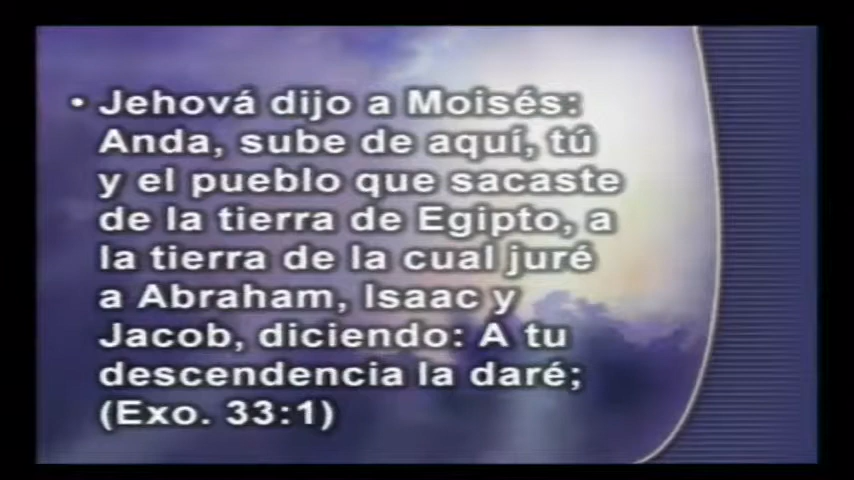 • Jehová dijo a Moisés:
Anda, sube de aquí, tú
y el pueblo que sacaste
de la tierra de Egipto, a
la tierra de la cual juré
a Abraham, Isaac y
Jacob, diciendo: A tu
descendencia la daré;
(Exo. 33:1)